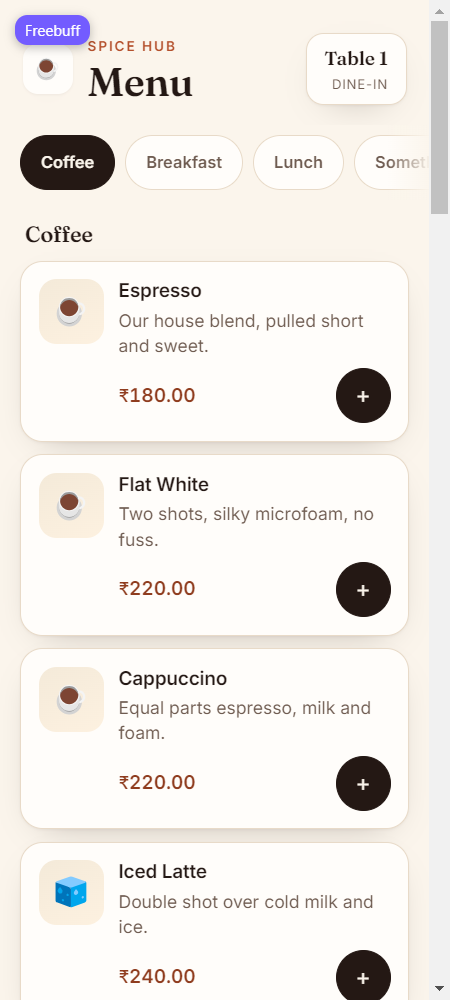 Freebuff
SPICE HUB
Menu
Table 1
DINE-IN
Coffee
Breakfast
Lunch
Coffee
Espresso
Our house blend, pulled short
and sweet.
₹180.00
+
Flat White
Two shots, silky microfoam, no
fuss.
₹220.00
+
Cappuccino
Equal parts espresso, milk and
foam.
₹220.00
+
Iced Latte
Double shot over cold milk and
ice.
₹240.00
+